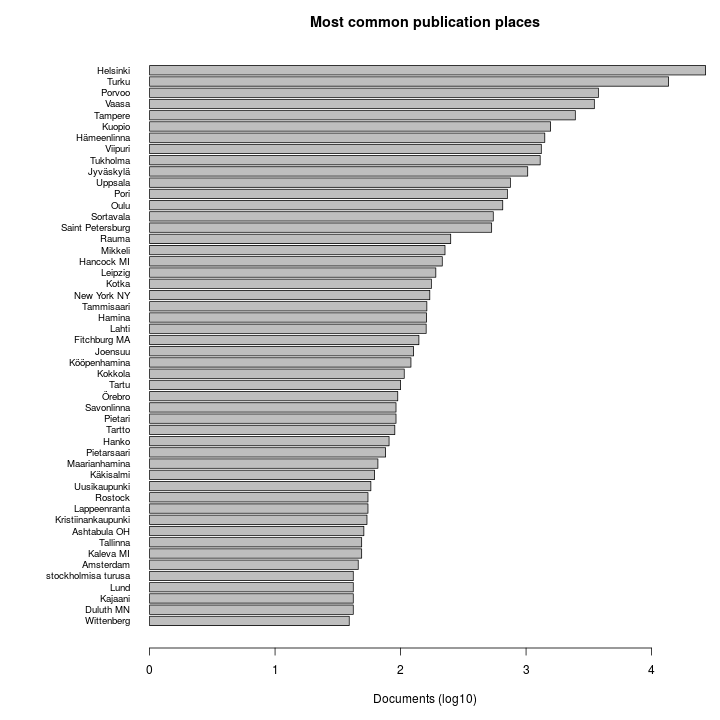 Most common publication places
Helsinki
Turku
Porvoo
Vaasa
Tampere
Kuopio
Hämeenlinna
Viipuri
Tukholma
Jyväskylä
Uppsala
Pori
Oulu
Sortavala
Saint Petersburg
Rauma
Mikkeli
Hancock MI
Leipzig
Kotka
New York NY
Tammisaari
Hamina
Lahti
Fitchburg MA
Joensuu
Kööpenhamina
Kokkola
Tartu
Örebro
Savonlinna
Pietari
Tartto
Hanko
Pietarsaari
Maarianhamina
Käkisalmi
Uusikaupunki
Rostock
Lappeenranta
Kristiinankaupunki
Ashtabula OH
Tallinna
Kaleva MI
Amsterdam
stockholmisa turusa
Lund
Kajaani
Duluth MN
Wittenberg
0 1 2 3 4
Documents (log10)